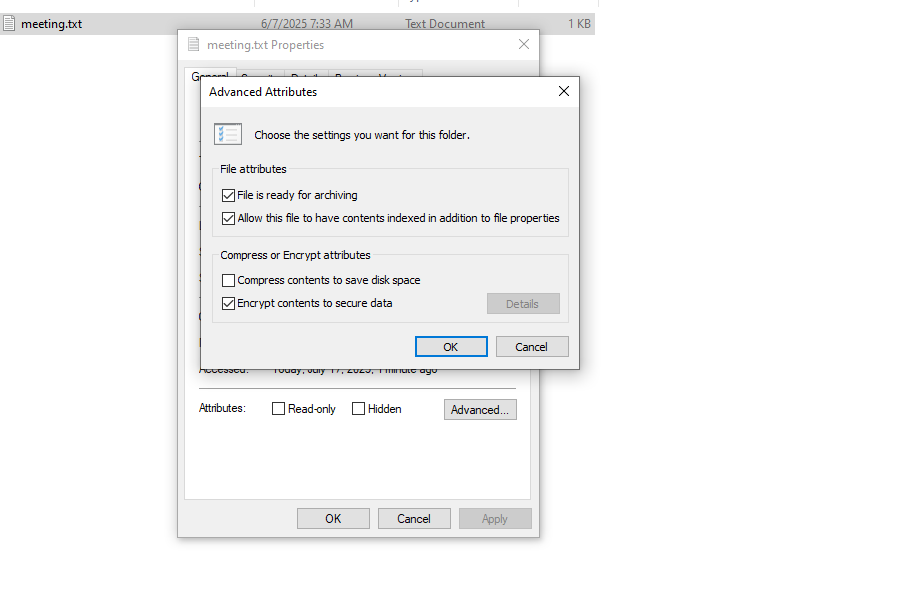 meeting.txt 6/7/2025 7:33 AM Text Document 1 KB
meeting.txt Properties
General
Advanced Attributes
Choose the settings you want for this folder.
File attributes
File is ready for archiving
Allow this file to have contents indexed in addition to file properties
Compress or Encrypt attributes
Compress contents to save disk space
Encrypt contents to secure data
Details
OK Cancel
Accessed: Today, July 17, 2025, 1 minute ago
Attributes: Read-only Hidden Advanced...
OK Cancel Apply